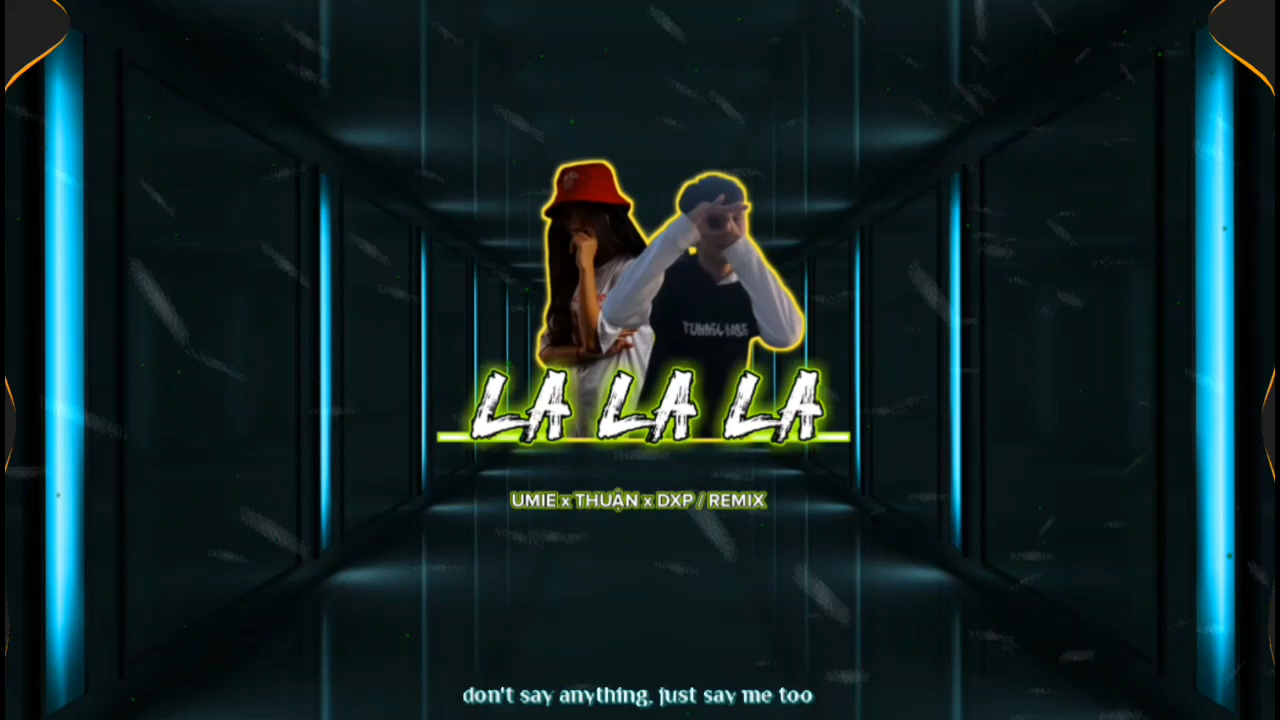 LA LA LA
UMIE x THUẬN x DXP / REMIX
don't say anything, just say me too